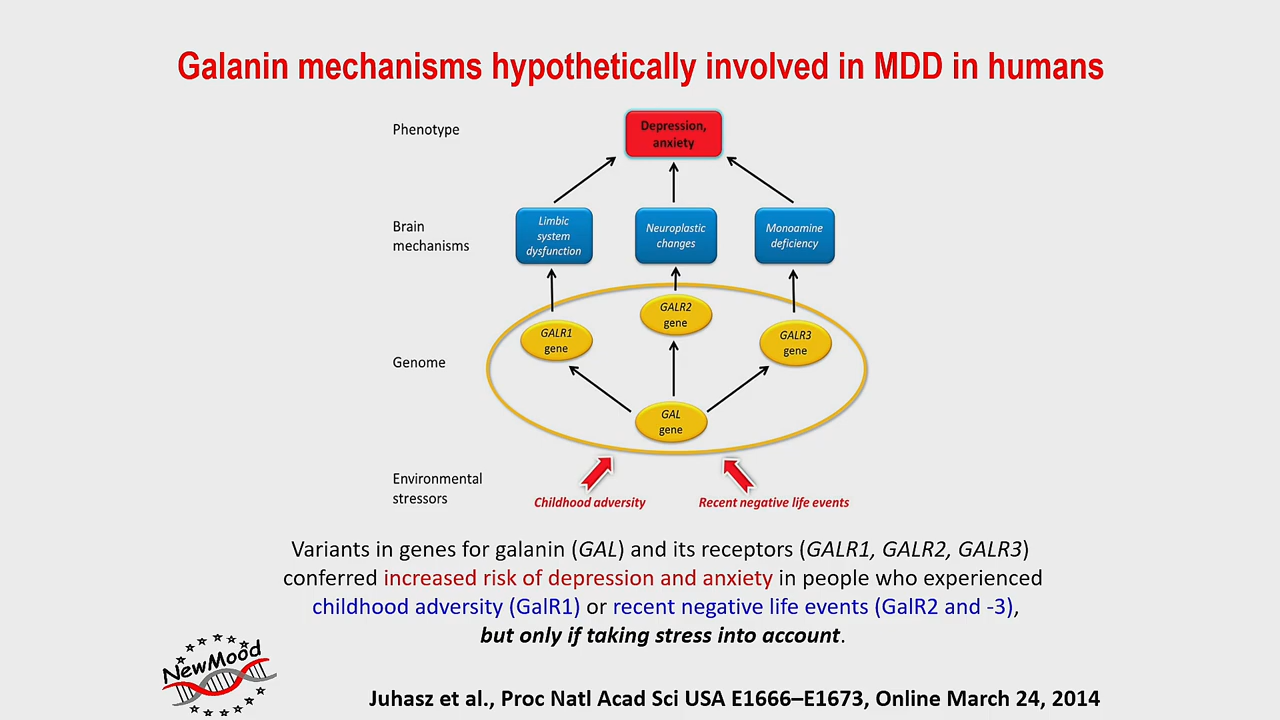 Galanin mechanisms hypothetically involved in MDD in humans
Phenotype
Depression,
anxiety
Brain
mechanisms
Limbic
system
dysfunction
Neuroplastic
changes
Monoamine
deficiency
Genome
GALR1
gene
GALR2
gene
GALR3
gene
GAL
gene
Environmental
stressors
Childhood adversity
Recent negative life events
Variants in genes for galanin (GAL) and its receptors (GALR1, GALR2, GALR3)
conferred increased risk of depression and anxiety in people who experienced
childhood adversity (GalR1) or recent negative life events (GalR2 and -3),
but only if taking stress into account.
NewMood
Juhasz et al., Proc Natl Acad Sci USA E1666–E1673, Online March 24, 2014